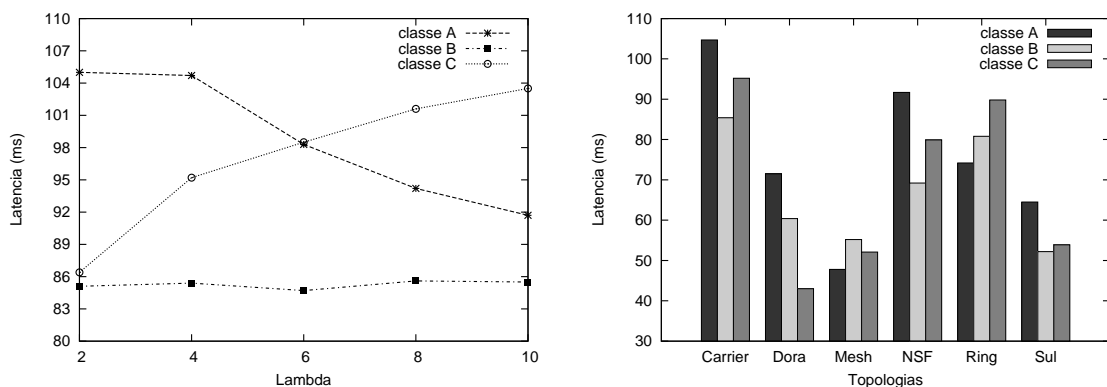 110
107
104
101
98
95
92
89
86
83
80
2 4 6 8 10
Latencia (ms)
Lambda
classe A
classe B
classe C
110
100
90
80
70
60
50
40
30
Carrier Dora Mesh NSF Ring Sul
Latencia (ms)
Topologias
classe A
classe B
classe C